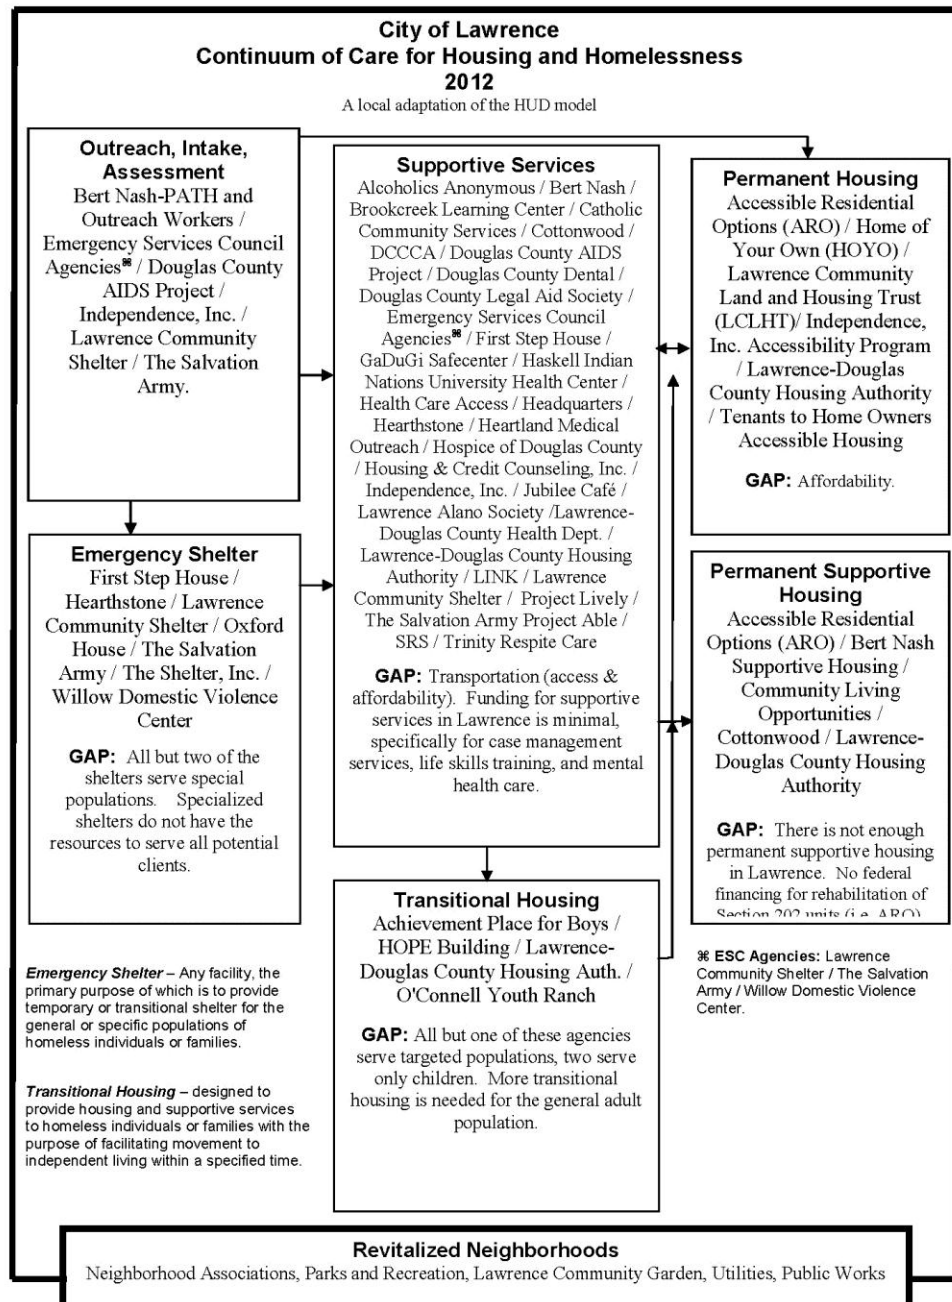 City of Lawrence
Continuum of Care for Housing and Homelessness
2012
A local adaptation of the HUD model
Outreach, Intake,
Assessment
Bert Nash-PATH and
Outreach Workers /
Emergency Services Council
Agencies⌘ / Douglas County
AIDS Project /
Independence, Inc. /
Lawrence Community
Shelter / The Salvation
Army.
Emergency Shelter
First Step House /
Hearthstone / Lawrence
Community Shelter / Oxford
House / The Salvation
Army / The Shelter, Inc. /
Willow Domestic Violence
Center
GAP: All but two of the
shelters serve special
populations. Specialized
shelters do not have the
resources to serve all potential
clients.
Emergency Shelter – Any facility, the
primary purpose of which is to provide
temporary or transitional shelter for the
general or specific populations of
homeless individuals or families.
Transitional Housing – designed to
provide housing and supportive services
to homeless individuals or families with the
purpose of facilitating movement to
independent living within a specified time.
Supportive Services
Alcoholics Anonymous / Bert Nash /
Brookcreek Learning Center / Catholic
Community Services / Cottonwood /
DCCCA / Douglas County AIDS
Project / Douglas County Dental /
Douglas County Legal Aid Society /
Emergency Services Council
Agencies⌘ / First Step House /
GaDuGi Safecenter / Haskell Indian
Nations University Health Center /
Health Care Access / Headquarters /
Hearthstone / Heartland Medical
Outreach / Hospice of Douglas County
/ Housing & Credit Counseling, Inc. /
Independence, Inc. / Jubilee Café /
Lawrence Alano Society /Lawrence-
Douglas County Health Dept. /
Lawrence-Douglas County Housing
Authority / LINK / Lawrence
Community Shelter / Project Lively /
The Salvation Army Project Able /
SRS / Trinity Respite Care
GAP: Transportation (access &
affordability). Funding for supportive
services in Lawrence is minimal,
specifically for case management
services, life skills training, and mental
health care.
Transitional Housing
Achievement Place for Boys /
HOPE Building / Lawrence-
Douglas County Housing Auth. /
O'Connell Youth Ranch
GAP: All but one of these agencies
serve targeted populations, two serve
only children. More transitional
housing is needed for the general adult
population.
Permanent Housing
Accessible Residential
Options (ARO) / Home of
Your Own (HOYO) /
Lawrence Community
Land and Housing Trust
(LCLHT)/ Independence,
Inc. Accessibility Program
/ Lawrence-Douglas
County Housing Authority
/ Tenants to Home Owners
Accessible Housing
GAP: Affordability.
Permanent Supportive
Housing
Accessible Residential
Options (ARO) / Bert Nash
Supportive Housing /
Community Living
Opportunities /
Cottonwood / Lawrence-
Douglas County Housing
Authority
GAP: There is not enough
permanent supportive housing
in Lawrence. No federal
financing for rehabilitation of
Section 202 units (i.e. ARO)
⌘ ESC Agencies: Lawrence
Community Shelter / The Salvation
Army / Willow Domestic Violence
Center.
Revitalized Neighborhoods
Neighborhood Associations, Parks and Recreation, Lawrence Community Garden, Utilities, Public Works